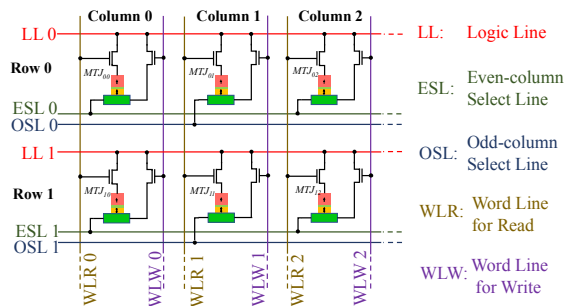 Column 0 Column 1 Column 2
LL 0
Row 0
MTJ00 MTJ01 MTJ02
ESL 0
OSL 0
LL 1
Row 1
MTJ10 MTJ11 MTJ12
ESL 1
OSL 1
WLR 0
WLW 0
WLR 1
WLW 1
WLR 2
WLW 2
LL: Logic Line
ESL: Even-column
Select Line
OSL: Odd-column
Select Line
WLR: Word Line
for Read
WLW: Word Line
for Write